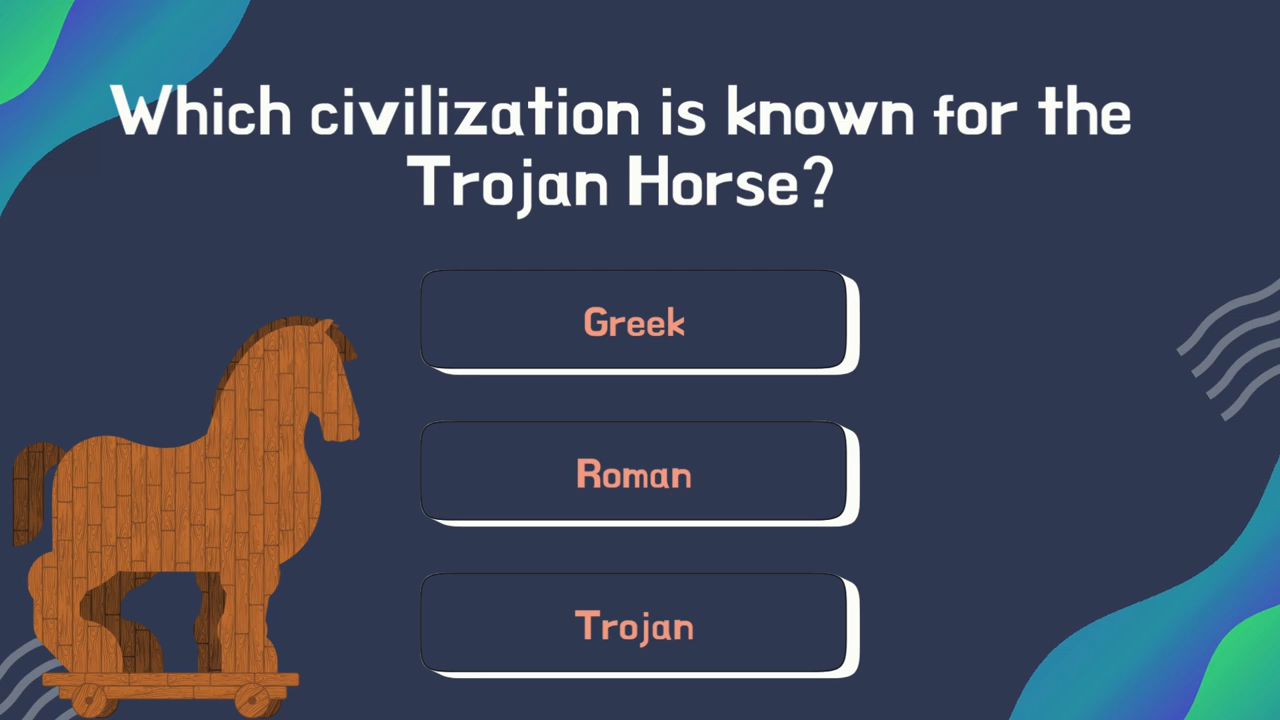 Which civilization is known for the
Trojan Horse?
Greek
Roman
Trojan